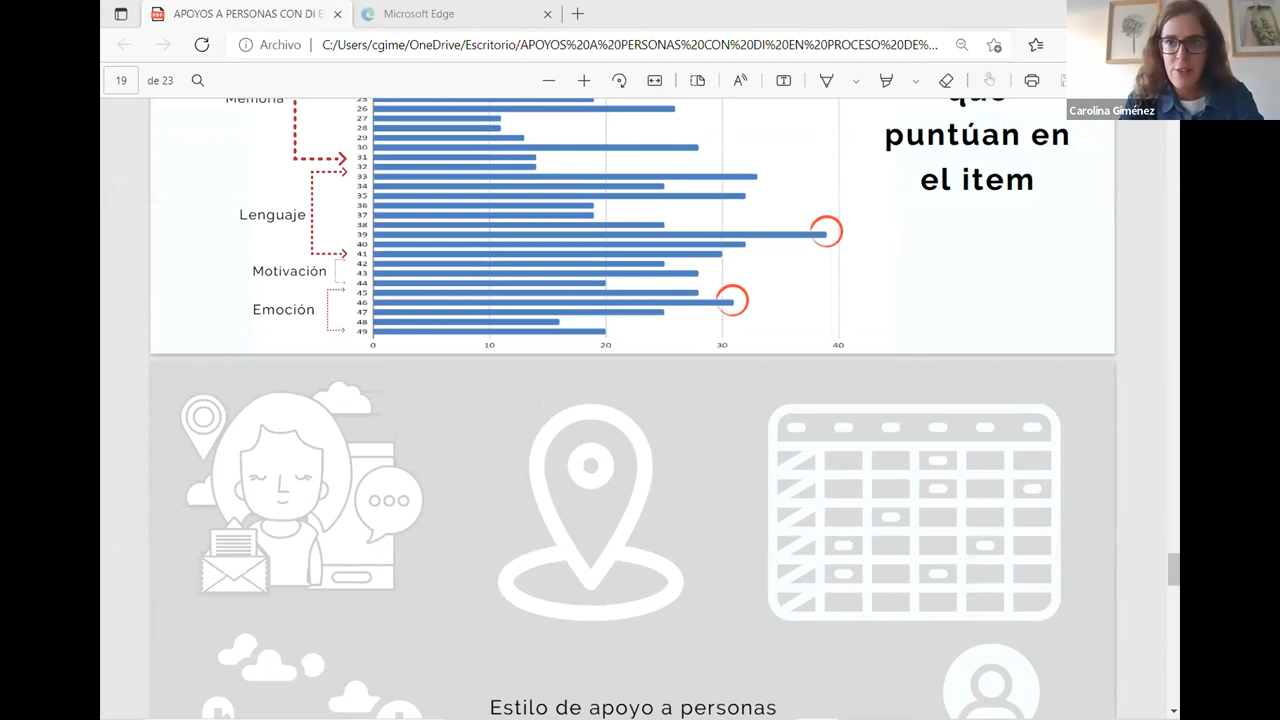 APOYOS A PERSONAS CON DI E
Microsoft Edge
Archivo
C:/Users/cgime/OneDrive/Escritorio/APOYOS%20A%20PERSONAS%20CON%20DI%20EN%20PROCESO%20DE%...
19
de 23
Carolina Giménez
Memoria
que
puntúan en
el item
Lenguaje
Motivación
Emoción
25
26
27
28
29
30
31
32
33
34
35
36
37
38
39
40
41
42
43
44
45
46
47
48
49
0
10
20
30
40
Estilo de apoyo a personas